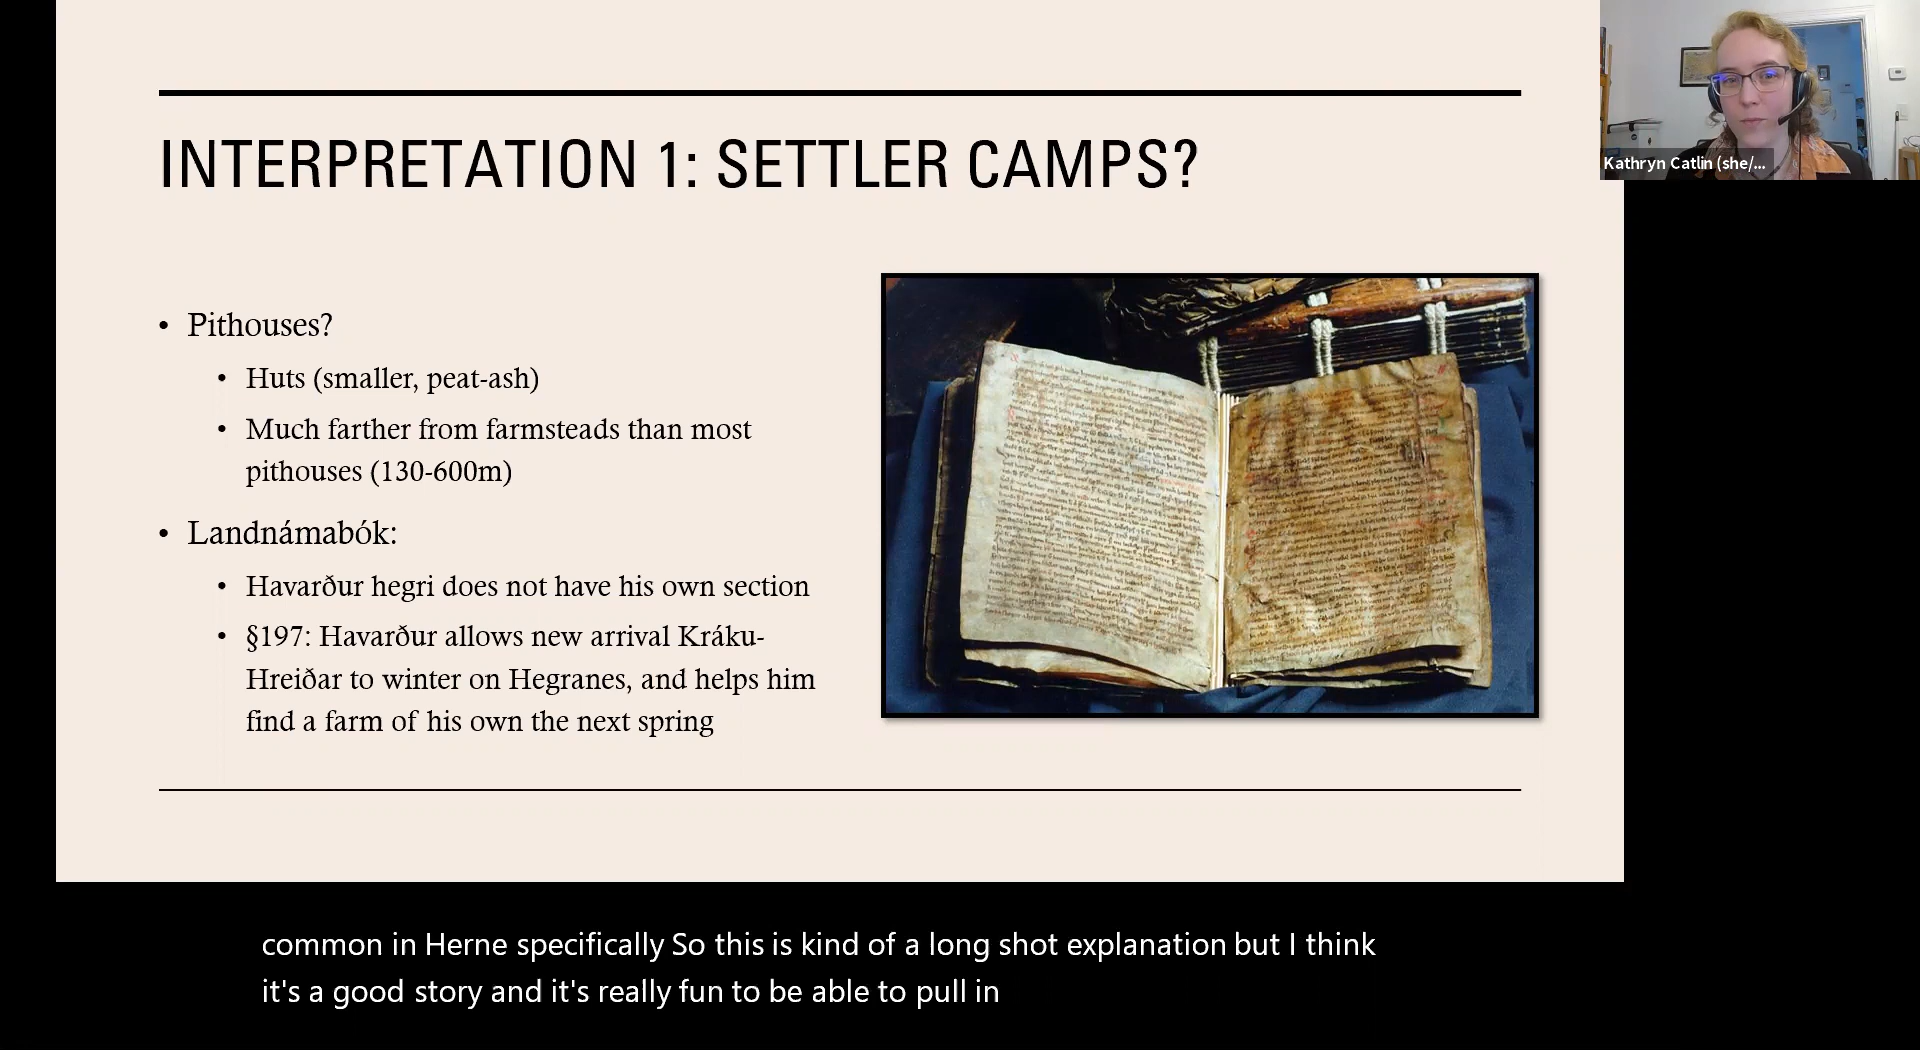 INTERPRETATION 1: SETTLER CAMPS?
• Pithouses?
• Huts (smaller, peat-ash)
• Much farther from farmsteads than most
pithouses (130-600m)
• Landnámabók:
• Havarður hegri does not have his own section
• §197: Havarður allows new arrival Kráku-
Hreiðar to winter on Hegranes, and helps him
find a farm of his own the next spring
Kathryn Catlin (she/...
common in Herne specifically So this is kind of a long shot explanation but I think
it's a good story and it's really fun to be able to pull in